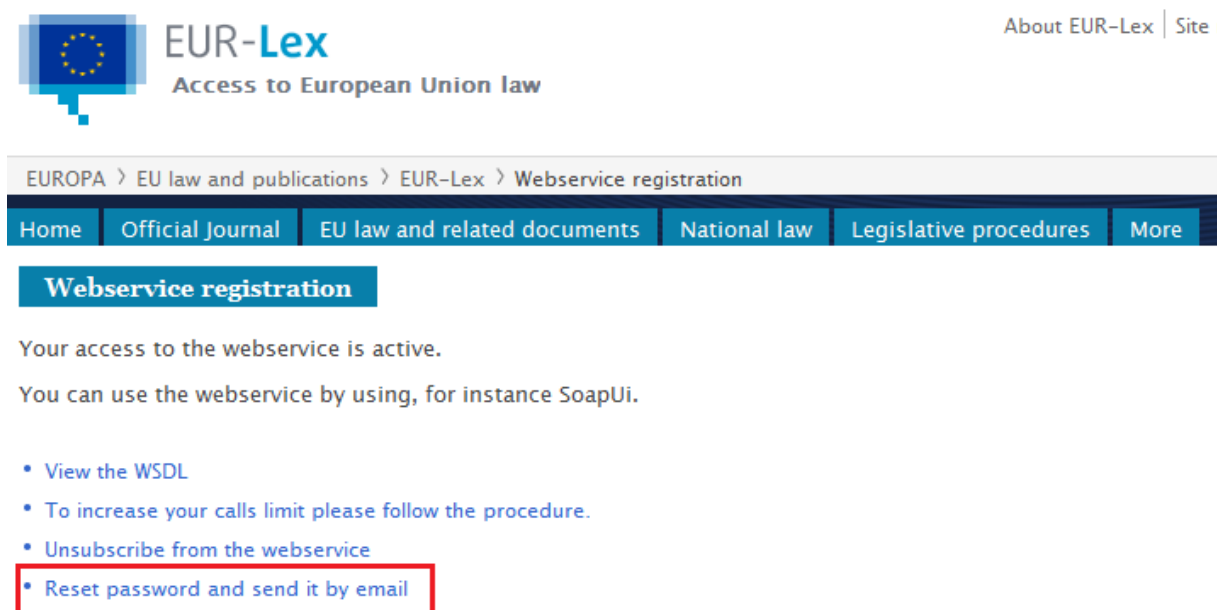 About EUR-Lex | Site
EUR-Lex
Access to European Union law
EUROPA > EU law and publications > EUR-Lex > Webservice registration
Home Official Journal EU law and related documents National law Legislative procedures More
Webservice registration
Your access to the webservice is active.
You can use the webservice by using, for instance SoapUi.
• View the WSDL
• To increase your calls limit please follow the procedure.
• Unsubscribe from the webservice
• Reset password and send it by email